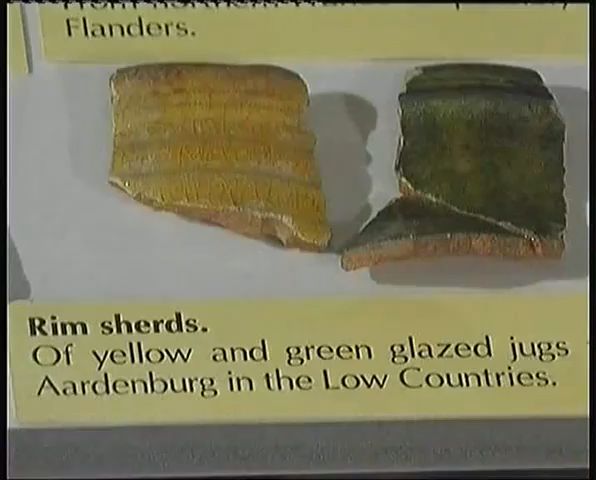 Flanders.
Rim sherds.
Of yellow and green glazed jugs
Aardenburg in the Low Countries.